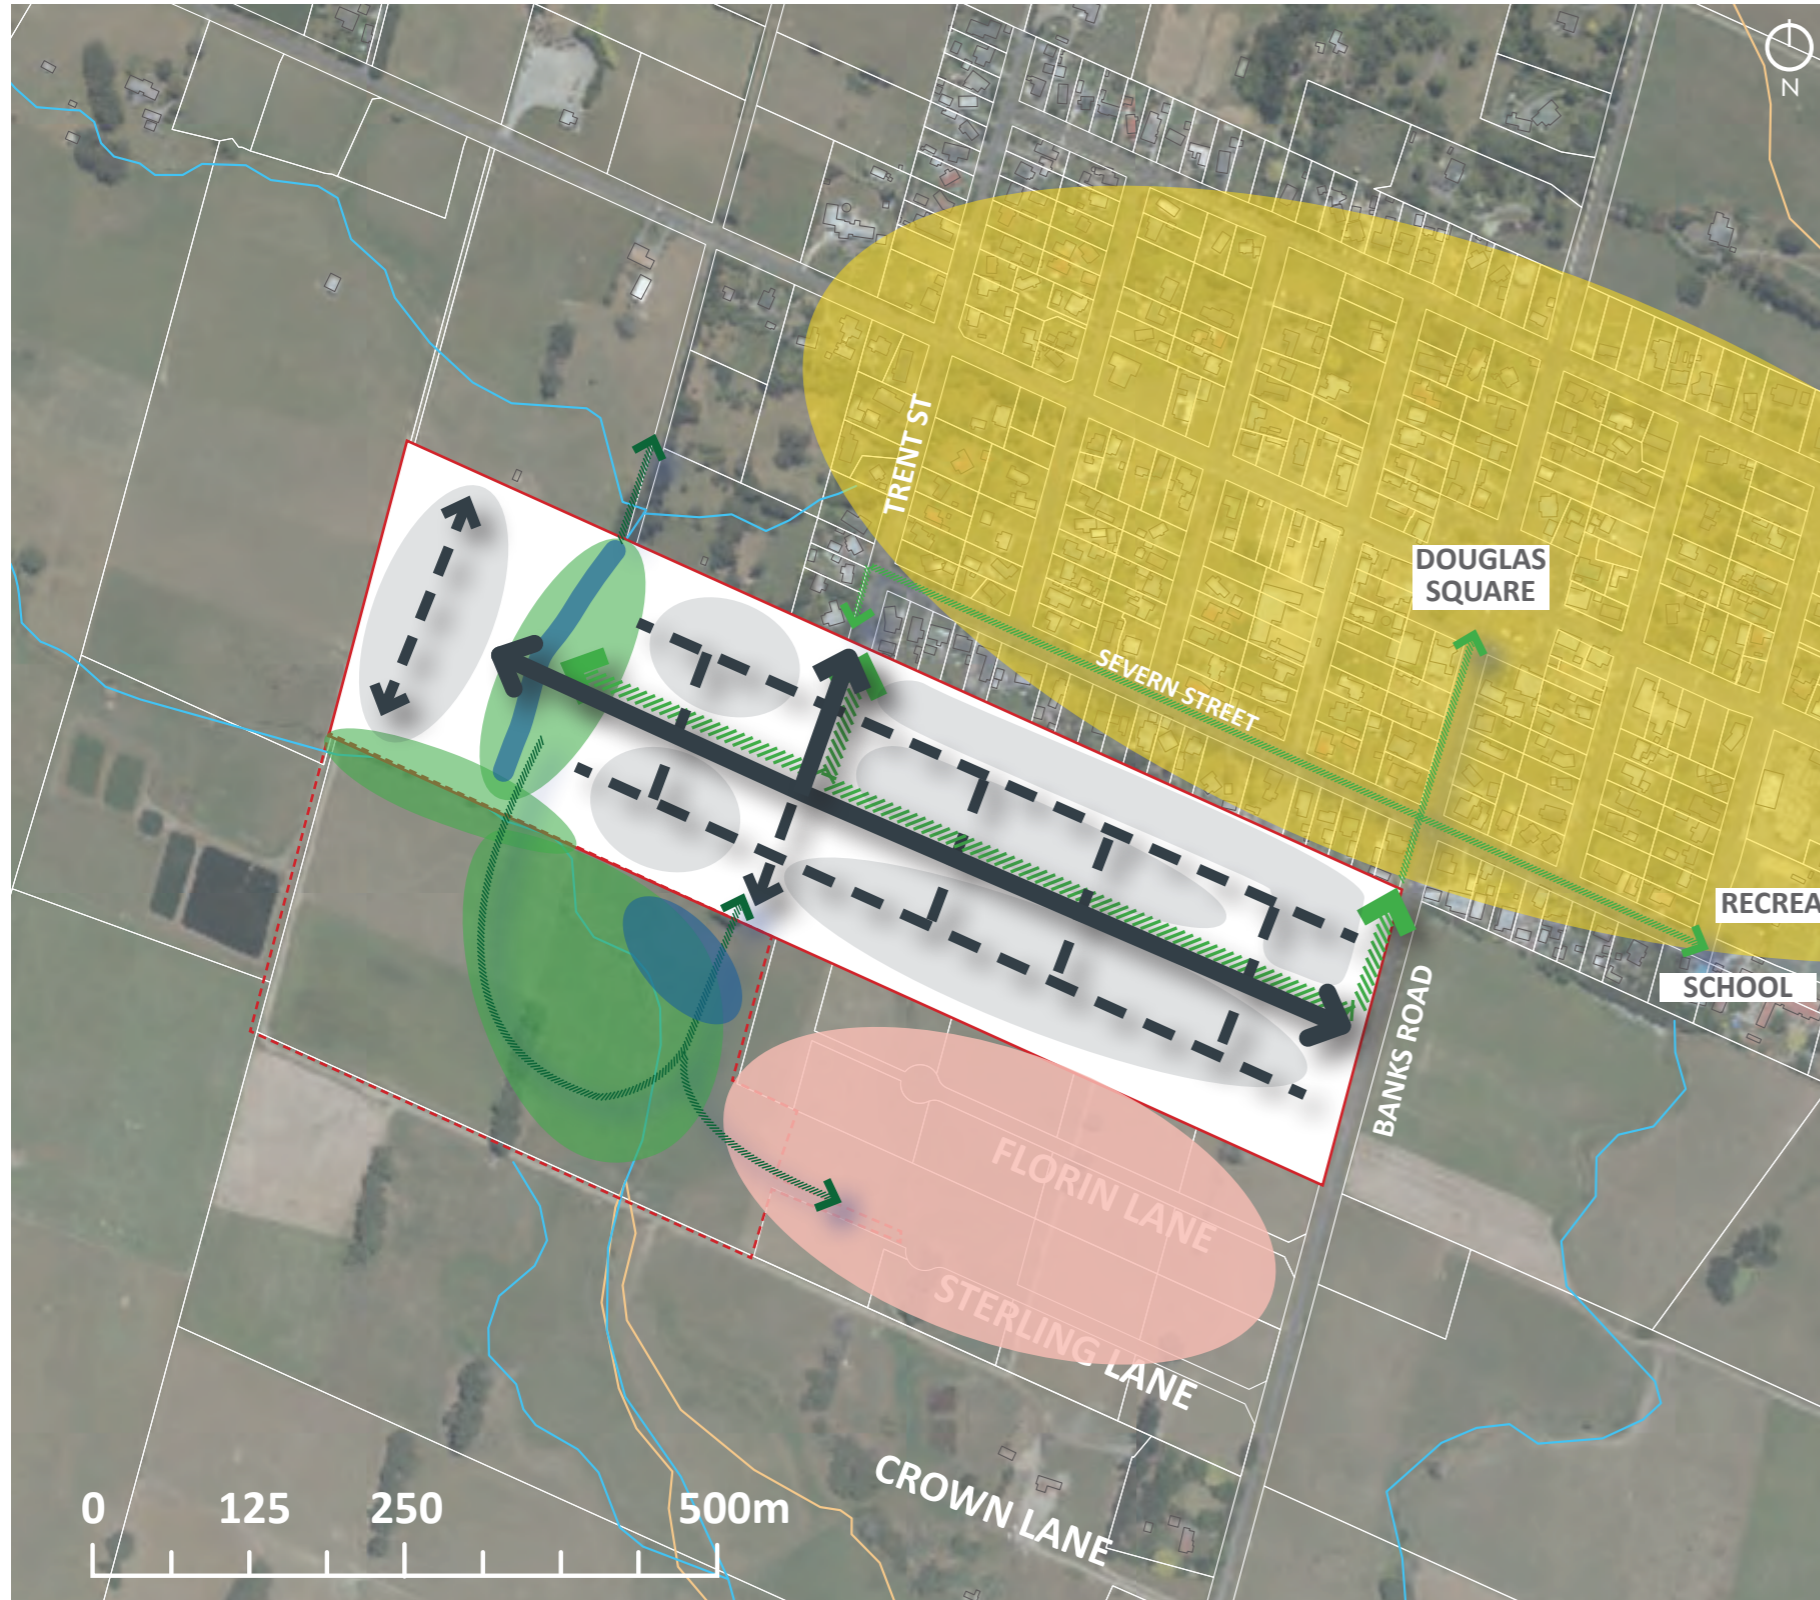 N
TRENT ST
DOUGLAS
SQUARE
SEVERN STREET
RECREA
SCHOOL
BANKS ROAD
FLORIN LANE
STERLING LANE
CROWN LANE
0 125 250 500m